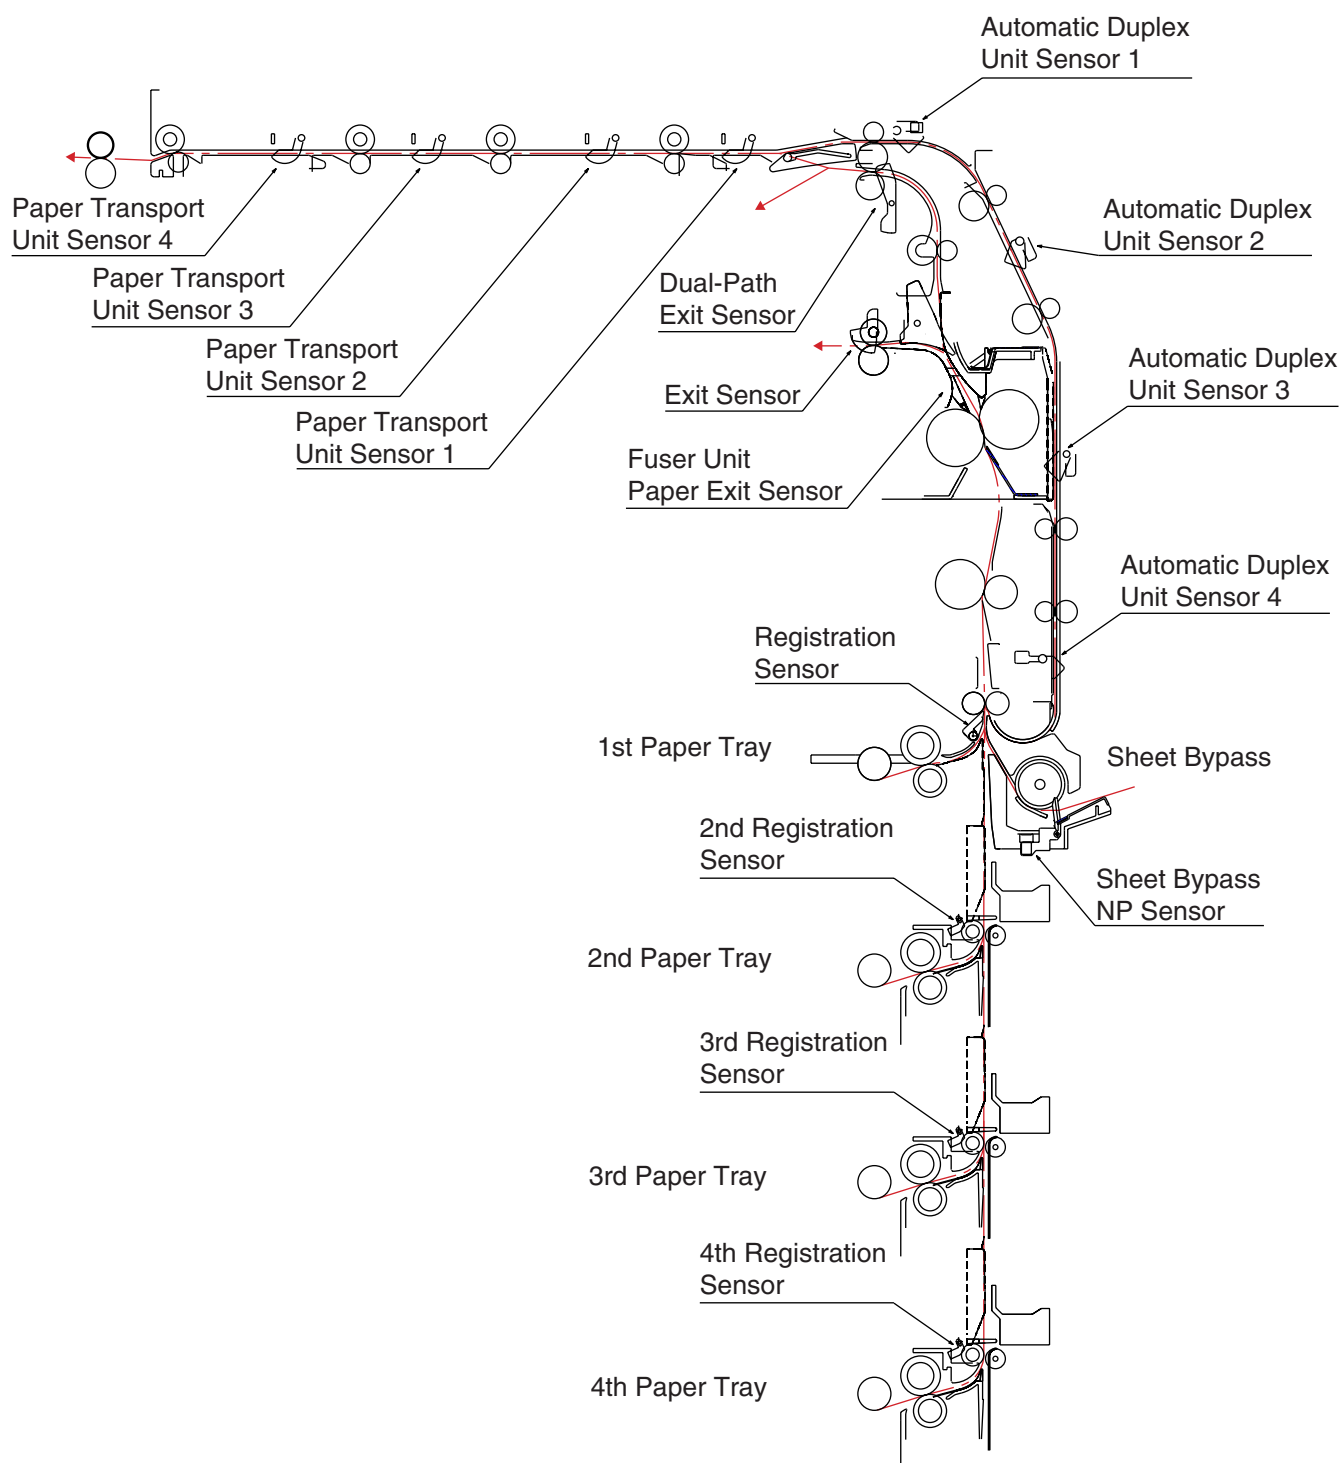 Automatic Duplex
Unit Sensor 1
Paper Transport
Unit Sensor 4
Automatic Duplex
Unit Sensor 2
Paper Transport
Unit Sensor 3
Dual-Path
Exit Sensor
Paper Transport
Unit Sensor 2
Automatic Duplex
Unit Sensor 3
Exit Sensor
Paper Transport
Unit Sensor 1
Fuser Unit
Paper Exit Sensor
Automatic Duplex
Unit Sensor 4
Registration
Sensor
1st Paper Tray
Sheet Bypass
2nd Registration
Sensor
Sheet Bypass
NP Sensor
2nd Paper Tray
3rd Registration
Sensor
3rd Paper Tray
4th Registration
Sensor
4th Paper Tray